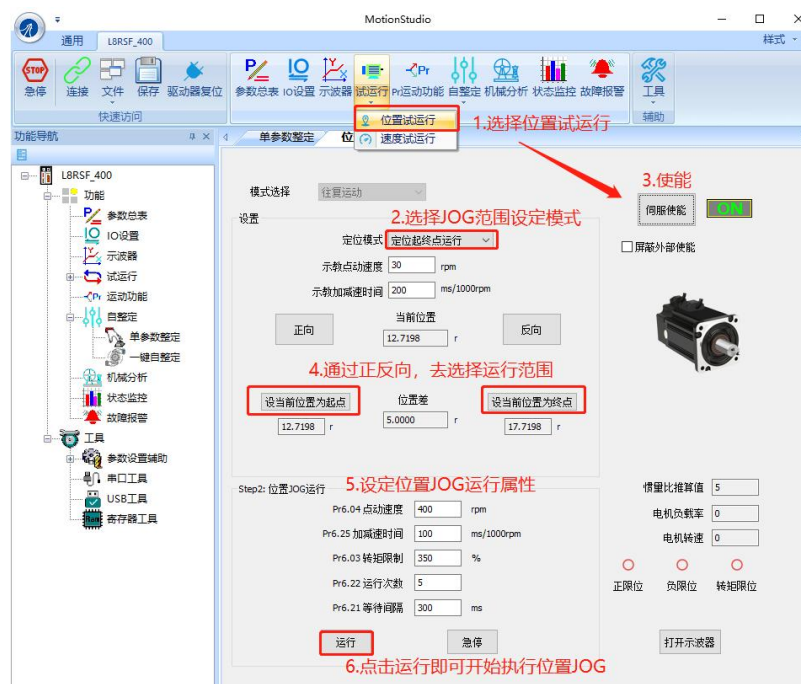 MotionStudio
通用 L8RSF_400 样式
STOP
急停 连接 文件 保存 驱动器复位 参数总表 IO设置 示波器 试运行 Pr运动功能 自整定 机械分析 状态监控 故障报警 工具
快速访问 辅助
位置试运行
速度试运行
1.选择位置试运行
功能导航
单参数整定 位
L8RSF_400
功能
参数总表
IO设置
示波器
试运行
运动功能
自整定
单参数整定
一键自整定
机械分析
状态监控
故障报警
工具
参数设置辅助
串口工具
USB工具
寄存器工具
模式选择 往复运动
3.使能
伺服使能 ON
屏蔽外部使能
设置
2.选择JOG范围设定模式
定位模式 定位起终点运行
示教点动速度 30 rpm
示教加减速时间 200 ms/1000rpm
正向 当前位置 反向
12.7198 r
4.通过正反向，去选择运行范围
设当前位置为起点 位置差 设当前位置为终点
12.7198 r 5.0000 r 17.7198 r
Step2: 位置JOG运行
5.设定位置JOG运行属性
Pr6.04 点动速度 400 rpm
Pr6.25 加减速时间 100 ms/1000rpm
Pr6.03 转矩限制 350 %
Pr6.22 运行次数 5
Pr6.21 等待间隔 300 ms
运行 急停
6.点击运行即可开始执行位置JOG
惯量比推算值 5
电机负载率 0
电机转速 0
正限位 负限位 转矩限位
打开示波器